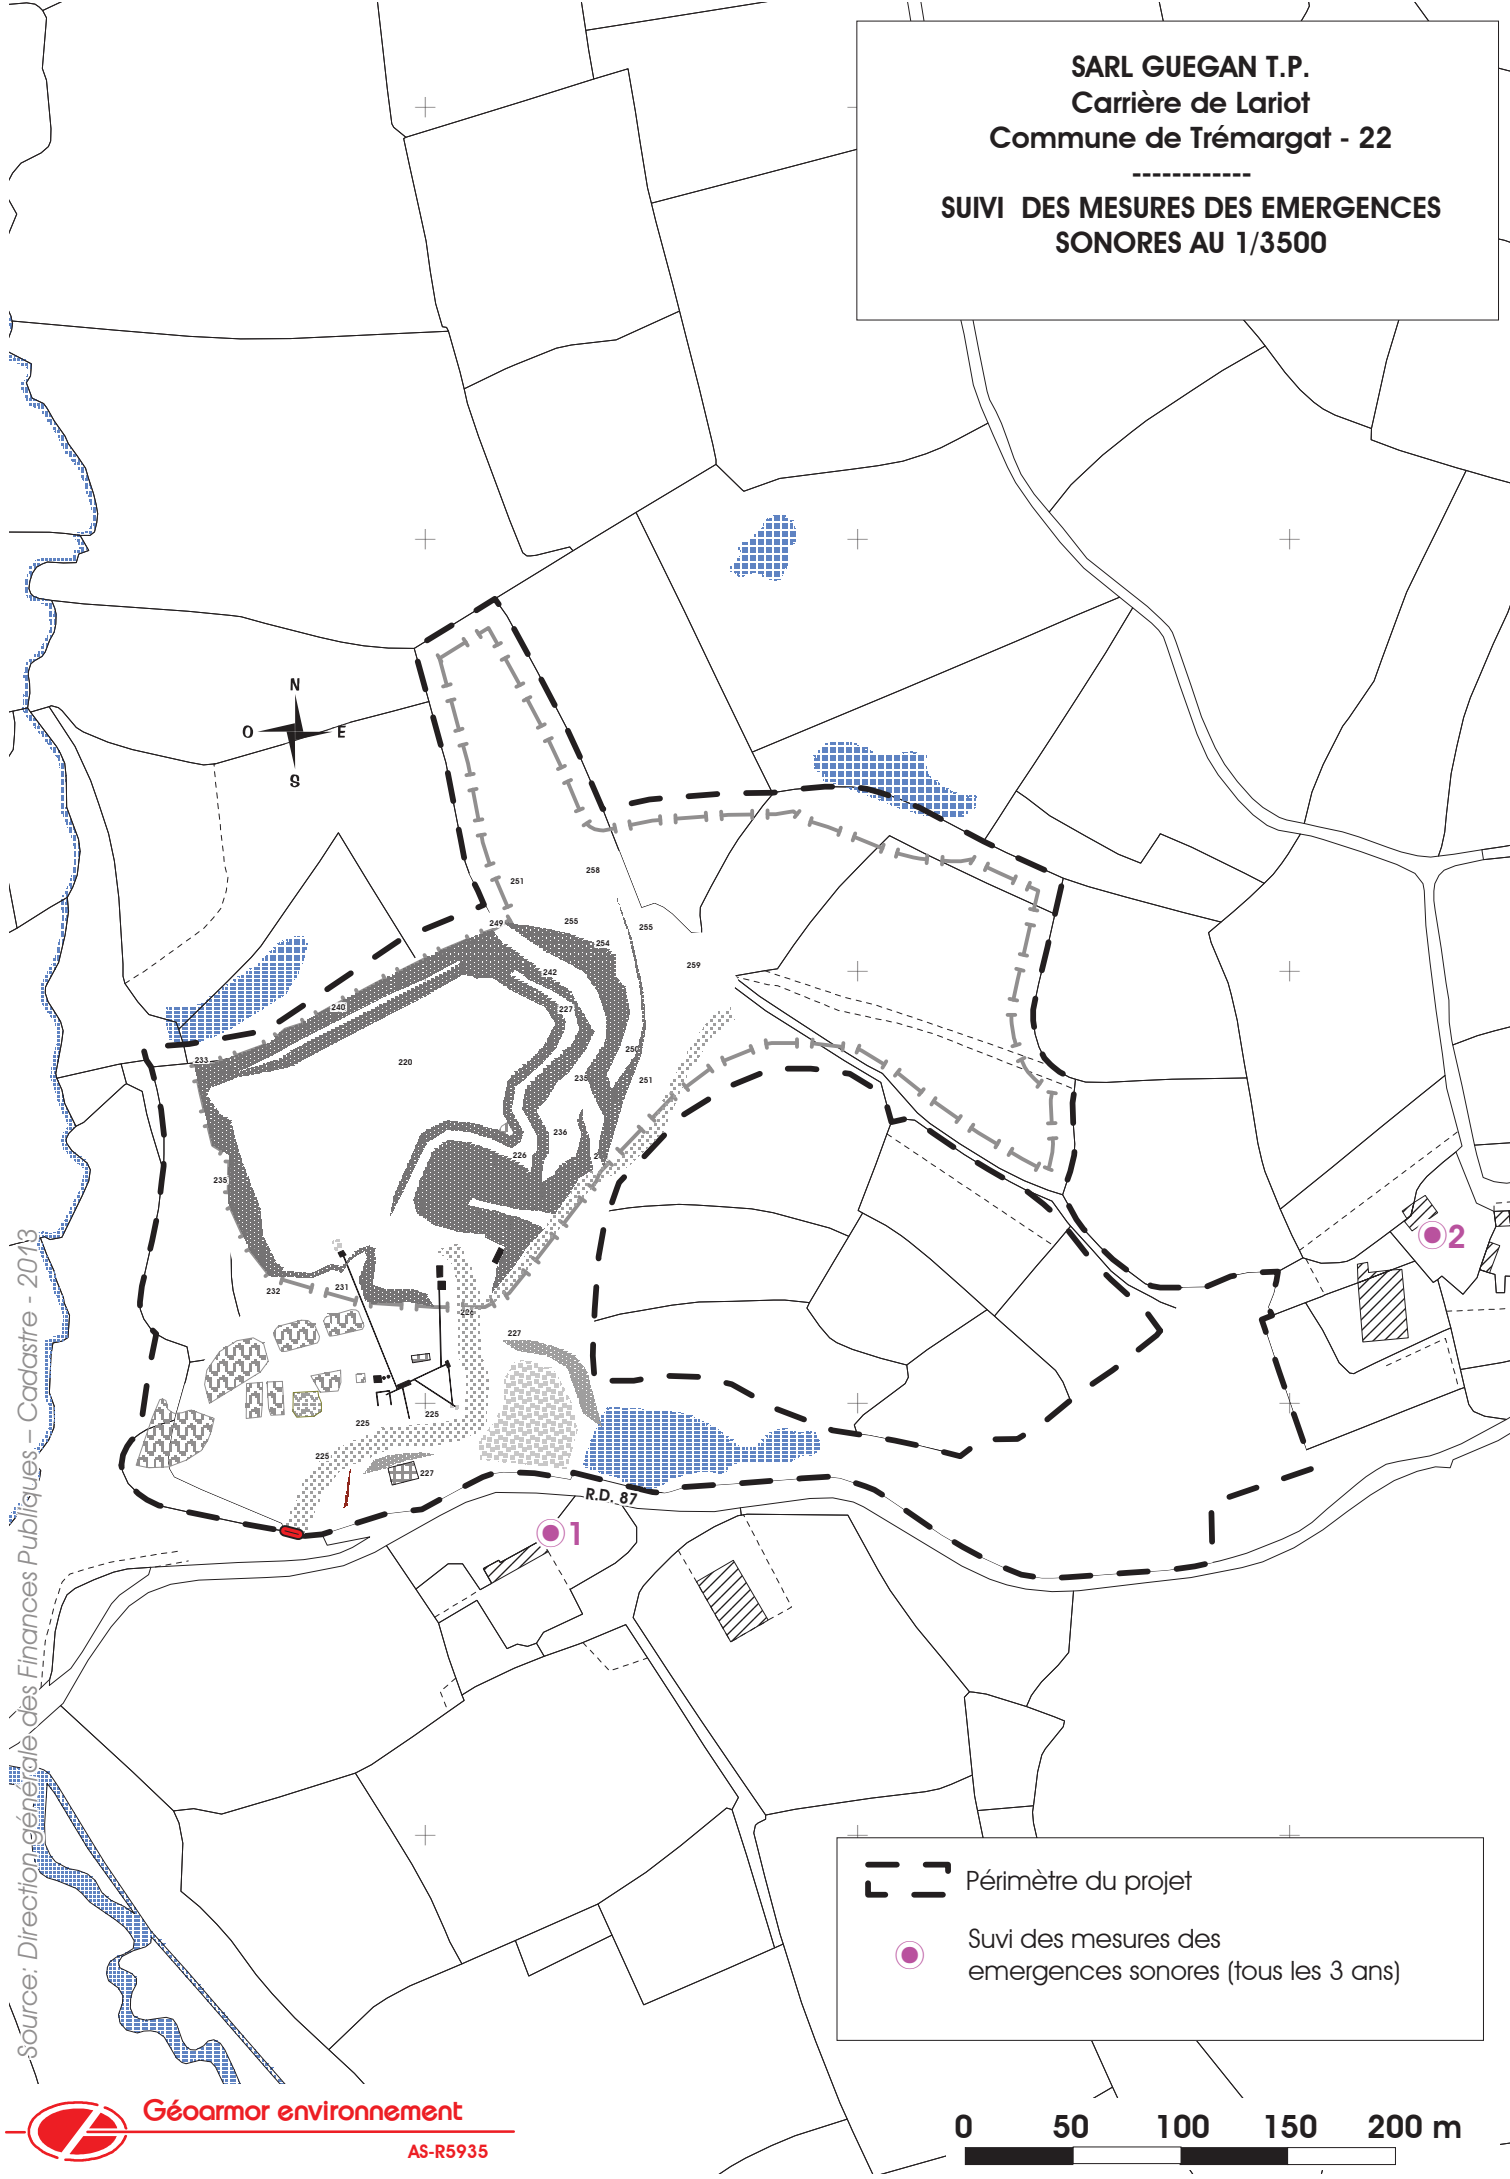 SARL GUEGAN T.P.
Carrière de Lariot
Commune de Trémargat - 22
------------
SUIVI DES MESURES DES EMERGENCES
SONORES AU 1/3500
N
O
E
S
258
251
249
255
255
254
259
242
240
227
250
233
220
235
251
236
226
235
232
231
226
227
225
225
225
227
R.D. 87
1
2
Source: Direction générale des Finances Publiques – Cadastre - 2013
Périmètre du projet
Suvi des mesures des
emergences sonores (tous les 3 ans)
Géoarmor environnement
AS-R5935
0 50 100 150 200 m